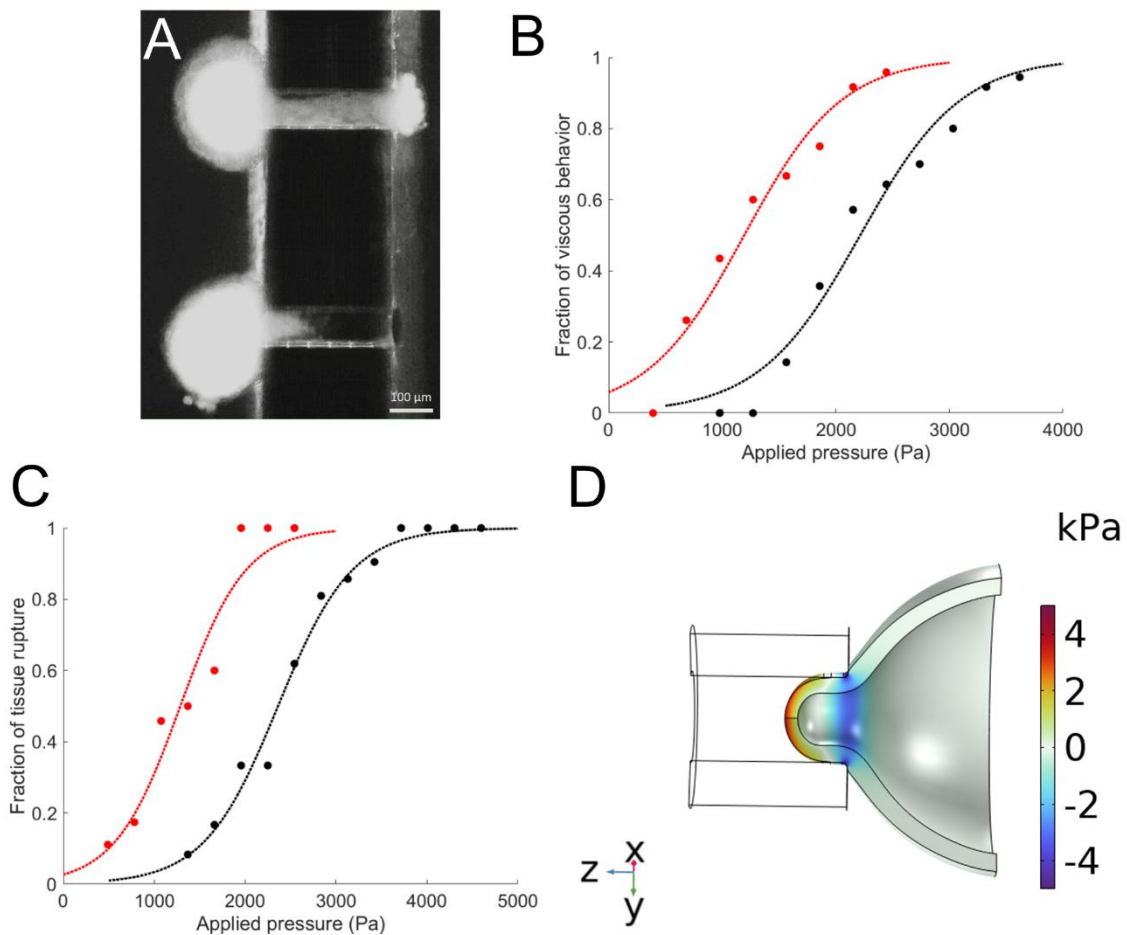 A
100 µm
B
Fraction of viscous behavior
1
0.8
0.6
0.4
0.2
0
0 1000 2000 3000 4000
Applied pressure (Pa)
C
Fraction of tissue rupture
1
0.8
0.6
0.4
0.2
0
0 1000 2000 3000 4000 5000
Applied pressure (Pa)
D
kPa
4
2
0
-2
-4
x
z
y